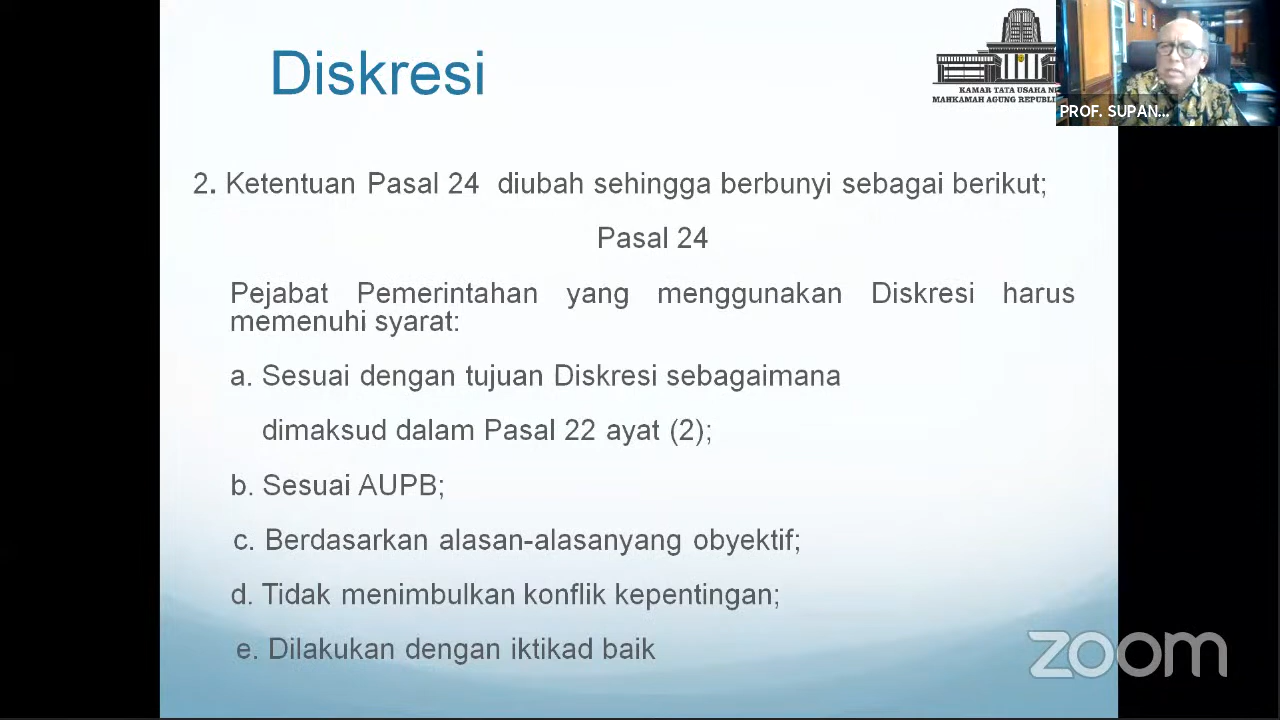 Diskresi
KAMAR TATA USAHA
MAHKAMAH AGUNG
PROF. SUPAN...
2. Ketentuan Pasal 24 diubah sehingga berbunyi sebagai berikut;
Pasal 24
Pejabat Pemerintahan yang menggunakan Diskresi harus
memenuhi syarat:
a. Sesuai dengan tujuan Diskresi sebagaimana
dimaksud dalam Pasal 22 ayat (2);
b. Sesuai AUPB;
c. Berdasarkan alasan-alasanyang obyektif;
d. Tidak menimbulkan konflik kepentingan;
e. Dilakukan dengan iktikad baik
zoom